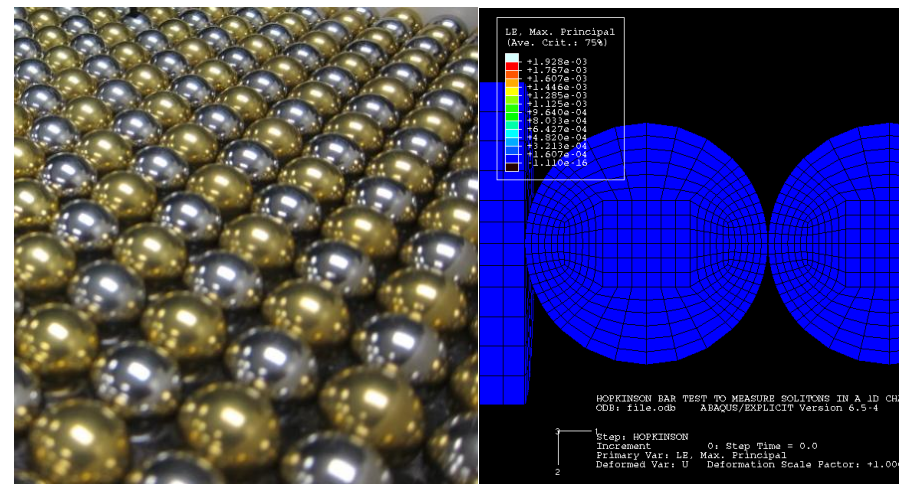 LE, Max. Principal
(Ave. Crit.: 75%)
+1.928e-03
+1.767e-03
+1.607e-03
+1.446e-03
+1.285e-03
+1.125e-03
+9.640e-04
+8.033e-04
+6.427e-04
+4.820e-04
+3.213e-04
+1.607e-04
-1.110e-16
HOPKINSON BAR TEST TO MEASURE SOLITONS IN A 1D CHA
ODB: file.odb ABAQUS/EXPLICIT Version 6.5-4
3 1
Step: HOPKINSON
Increment 0: Step Time = 0.0
Primary Var: LE, Max. Principal
Deformed Var: U Deformation Scale Factor: +1.00
2